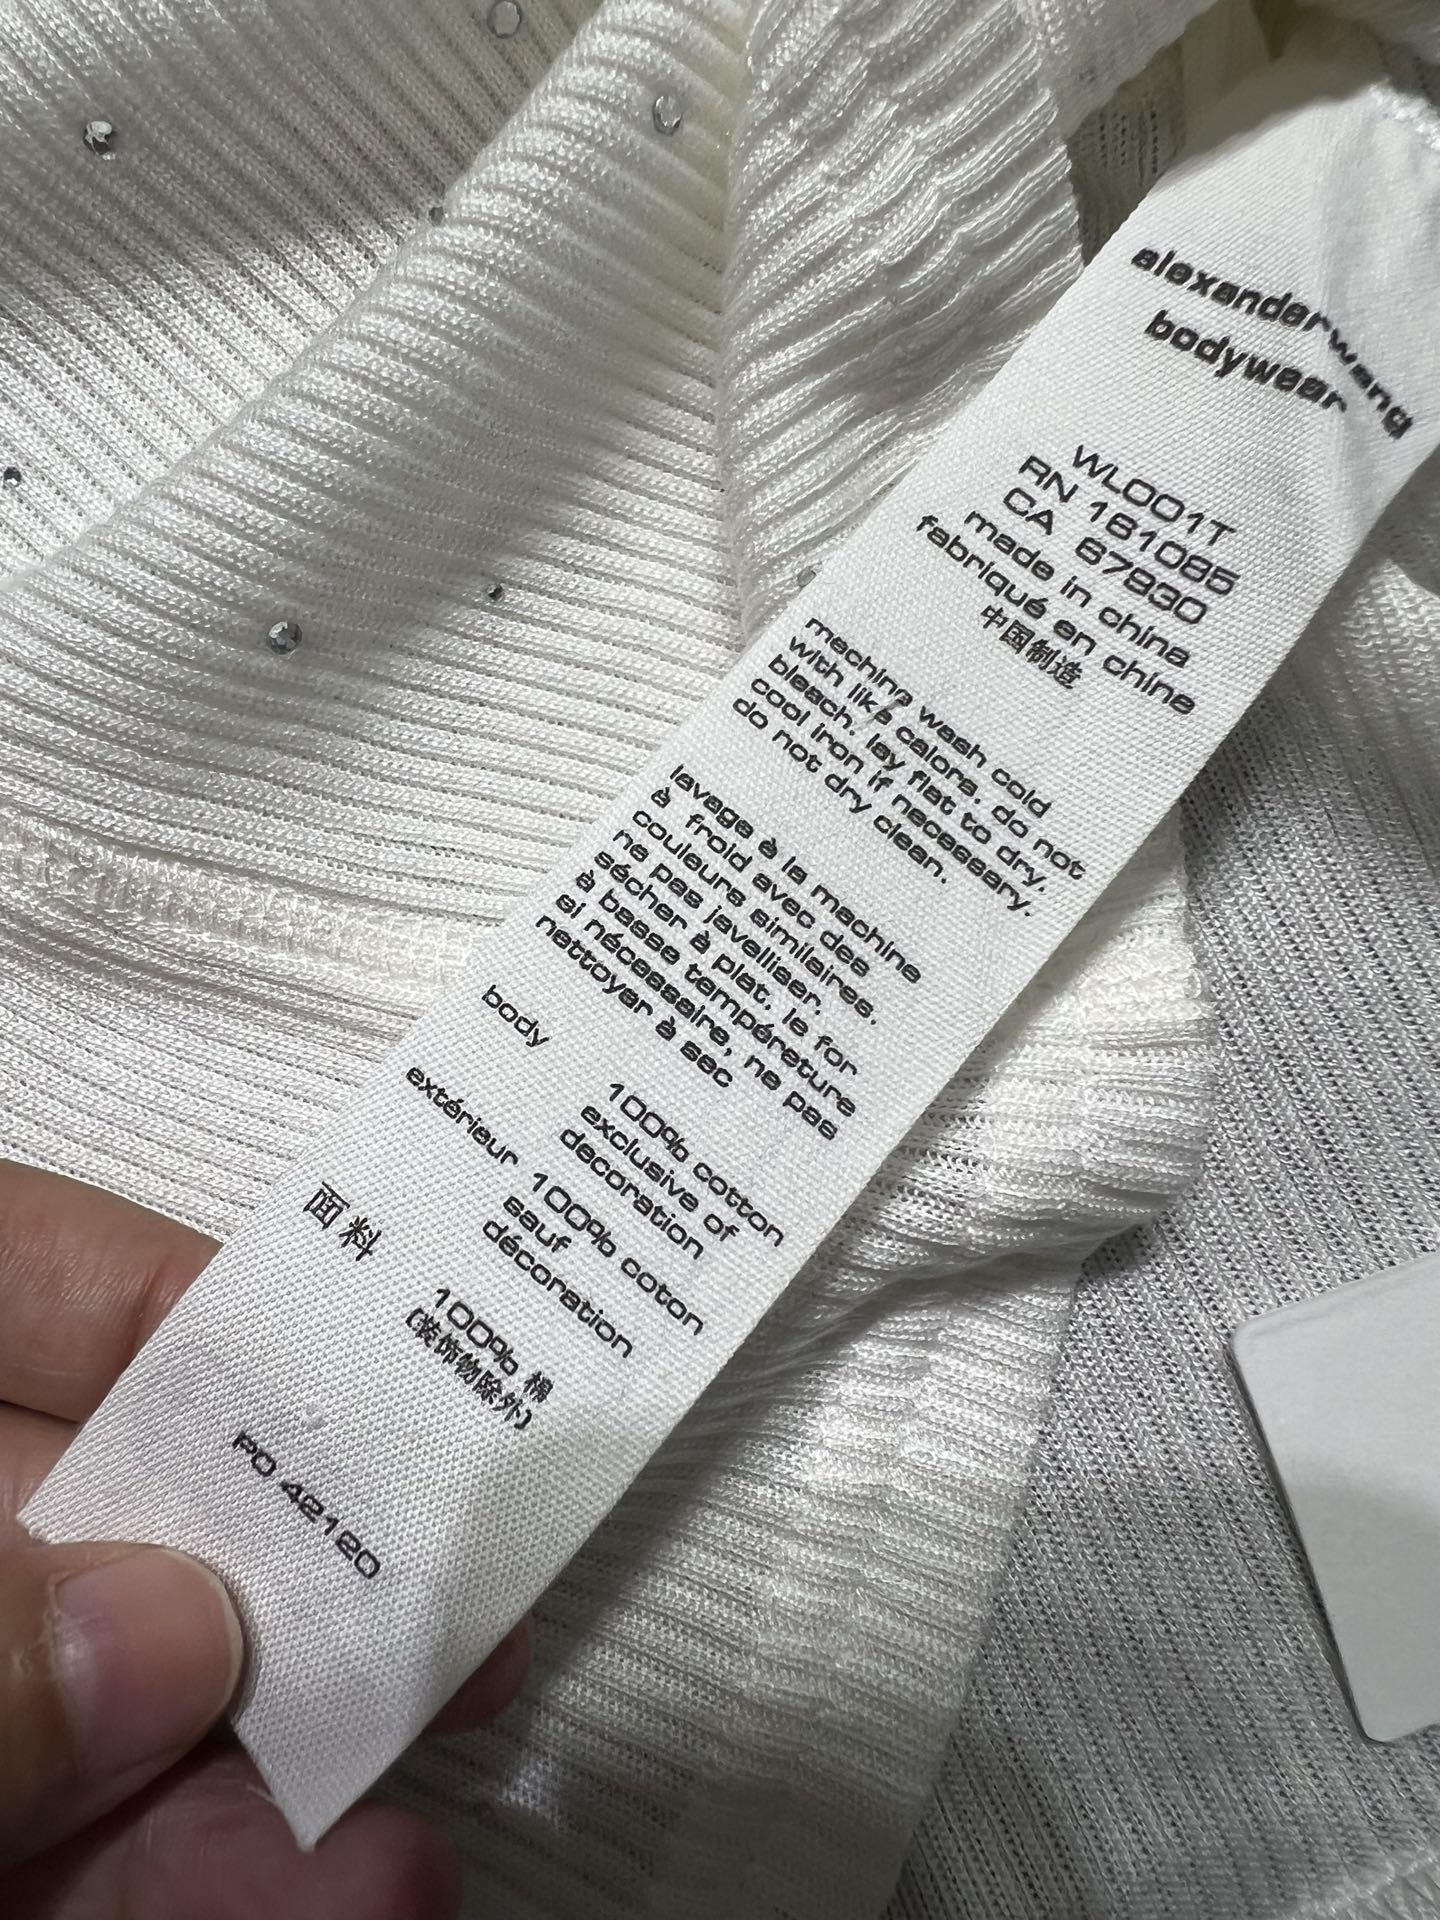 alexanderwang
bodywear
WL001T
RN 161085
CA 67930
made in china
fabriqué en chine
中国制造
machine wash cold
with like calors. do not
bleach. lay flat to dry.
cool iron if necessary.
do not dry clean.
lavage à la machine
à froid avec des
couleurs similaires.
ne pas javelliser.
sécher à plat. le for
à basse température
si nécessaire, ne pas
nettoyer à sec
body
100% cotton
exclusive of
decoration
extérieur
100% coton
sauf
décoration
面料
100% 棉
(装饰物除外)
PO 42120